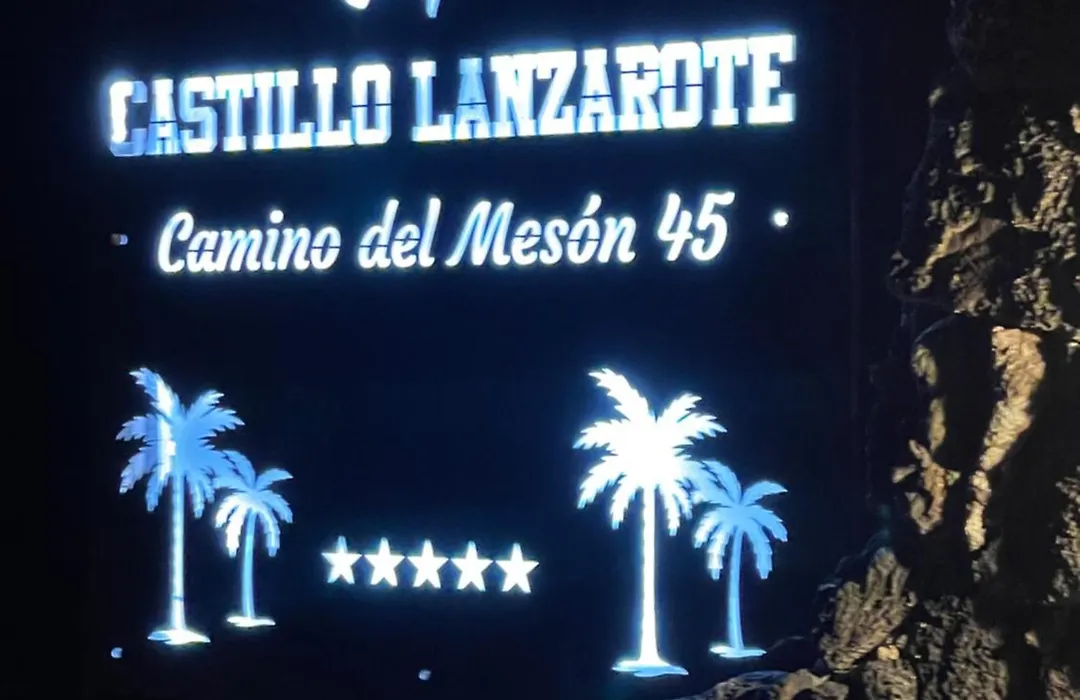 CASTILLO LANZAROTE
Camino del Mesón 45